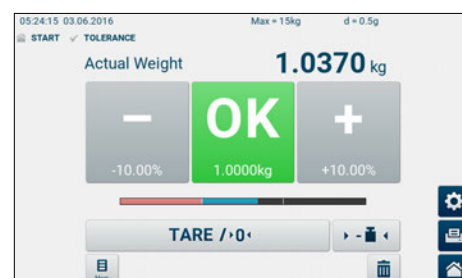 05:24:15 03.06.2016 Max = 15kg d = 0.5g
START TOLERANCE
Actual Weight 1.0370 kg
− OK +
-10.00% 1.0000kg +10.00%
TARE / 0